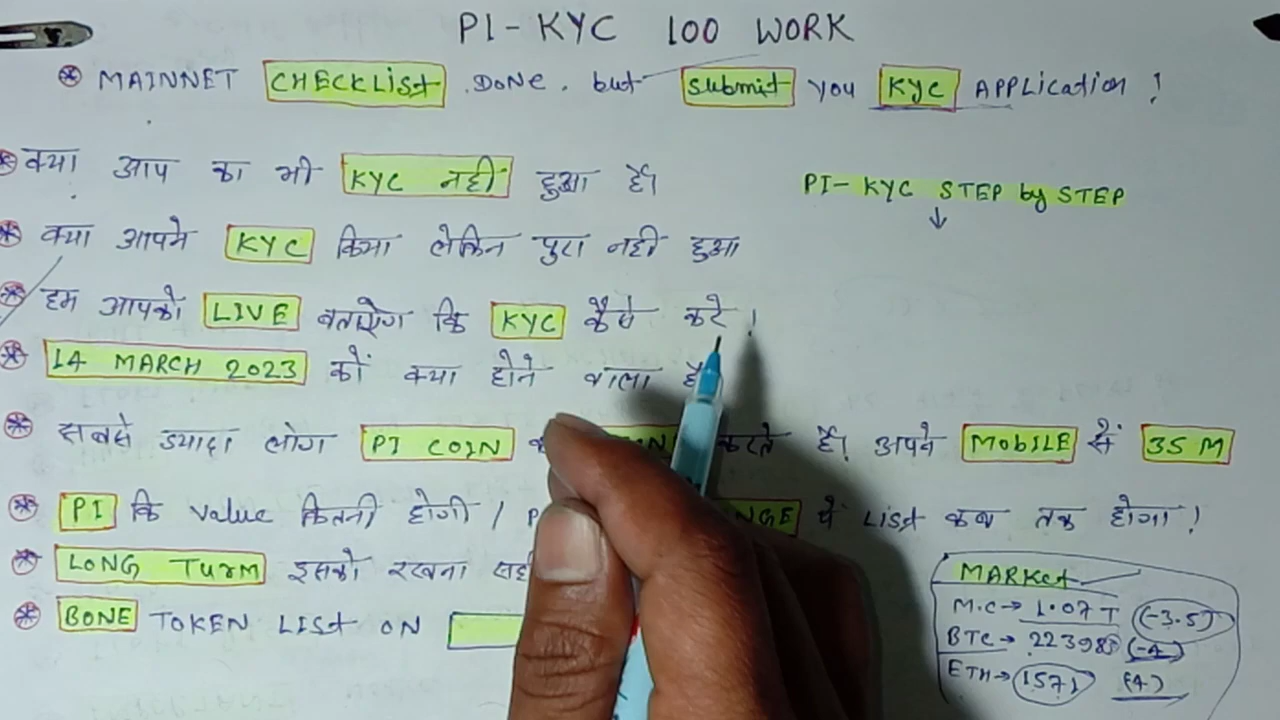 PI-KYC 100 WORK
MAINNET CHECKLISt DONE. but submit YOU KYC APPLication !
क्या आप का भी KYC नही हुआ है।
PI- KYC STEP by STEP
क्या आपने KYC किया लेकिन पुरा नही हुआ
हम आपको LIVE बताऐगे कि KYC कैसे करे !
14 MARCH 2023 को क्या होने वाला है
सबसे ज्यादा लोग PI COIN करते है। अपने MOBILE सें 35 M
PI कि Value कितनी होगी / में LISt कब तक होगा !
LONG TURM इसको रखना
BONE TOKEN LISt ON
MARKet
M.C→ 1.07 T (-3.5)
BTC→ 22398$ (-4)
ETH→ 1571 (4)